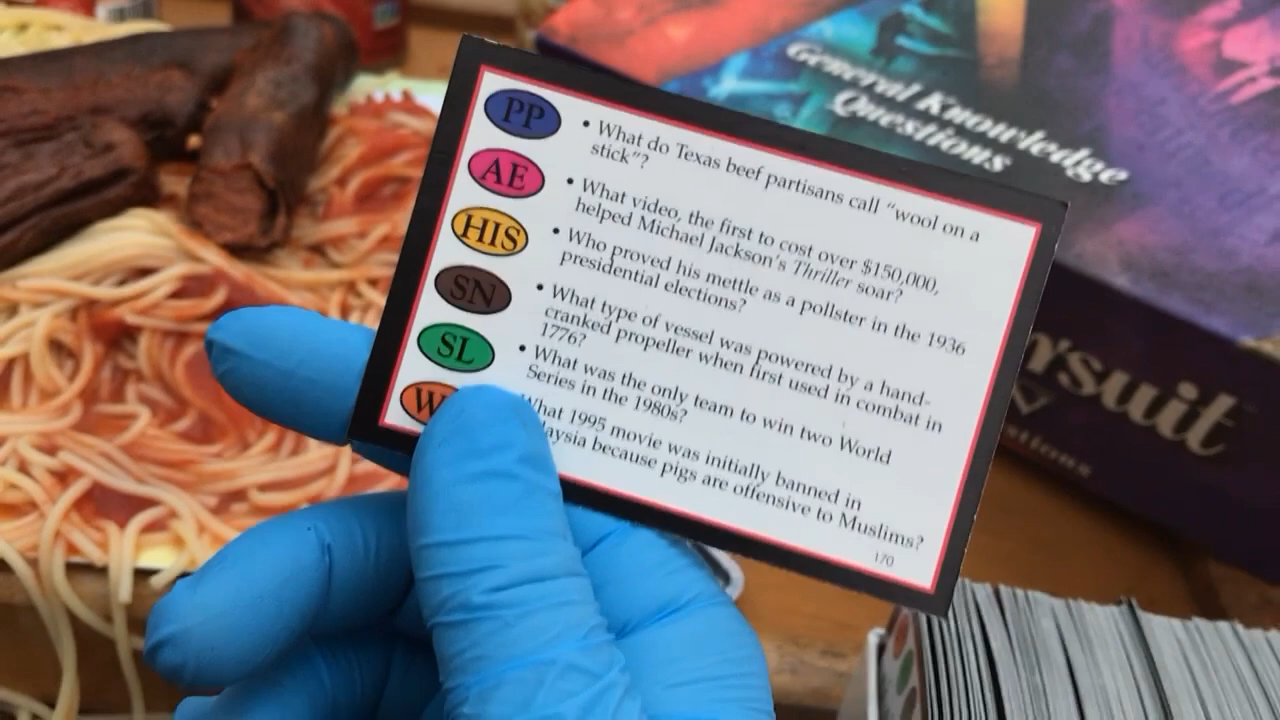 General Knowledge
Questions
PP
• What do Texas beef partisans call "wool on a
stick"?
AE
• What video, the first to cost over $150,000,
helped Michael Jackson's Thriller soar?
HIS
• Who proved his mettle as a pollster in the 1936
presidential elections?
SN
• What type of vessel was powered by a hand-
cranked propeller when first used in combat in
1776?
SL
• What was the only team to win two World
Series in the 1980s?
W
What 1995 movie was initially banned in
aysia because pigs are offensive to Muslims?
170
rsuit
stions